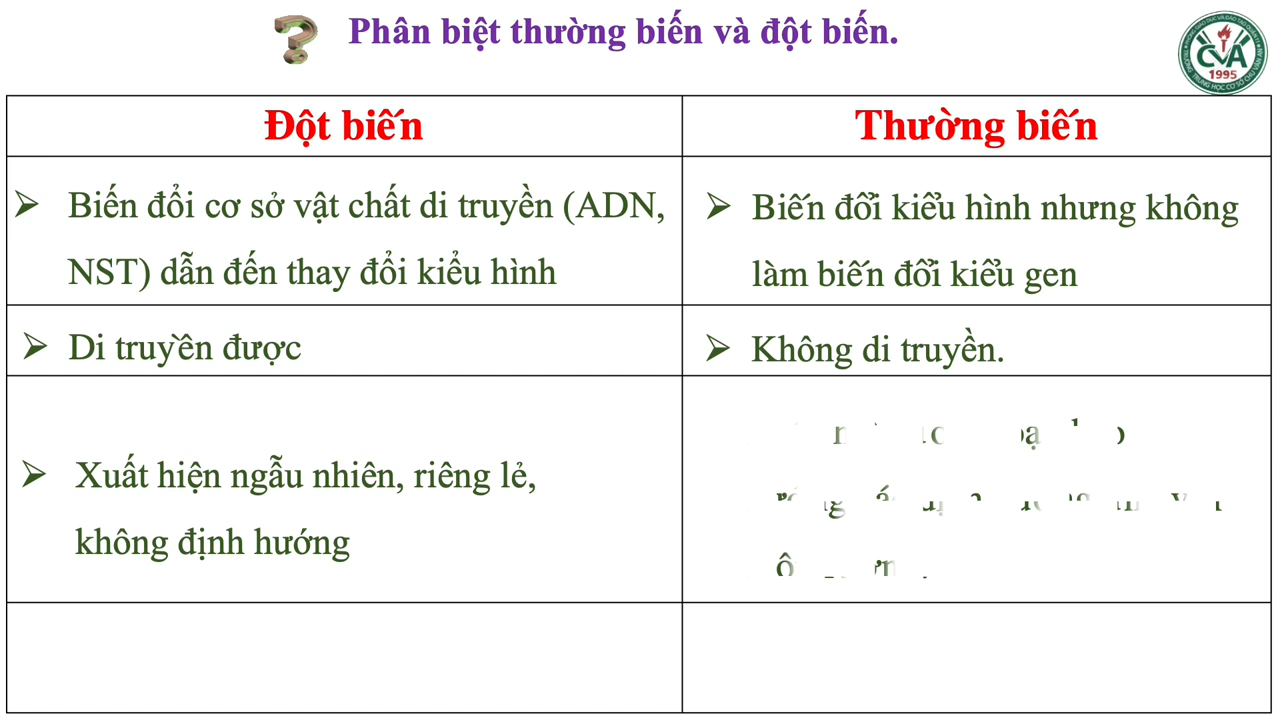 Phân biệt thường biến và đột biến.
CVA
1995
Đột biến
Thường biến
Biến đổi cơ sở vật chất di truyền (ADN,
NST) dẫn đến thay đổi kiểu hình
Biến đổi kiểu hình nhưng không
làm biến đổi kiểu gen
Di truyền được
Không di truyền.
Xuất hiện ngẫu nhiên, riêng lẻ,
không định hướng